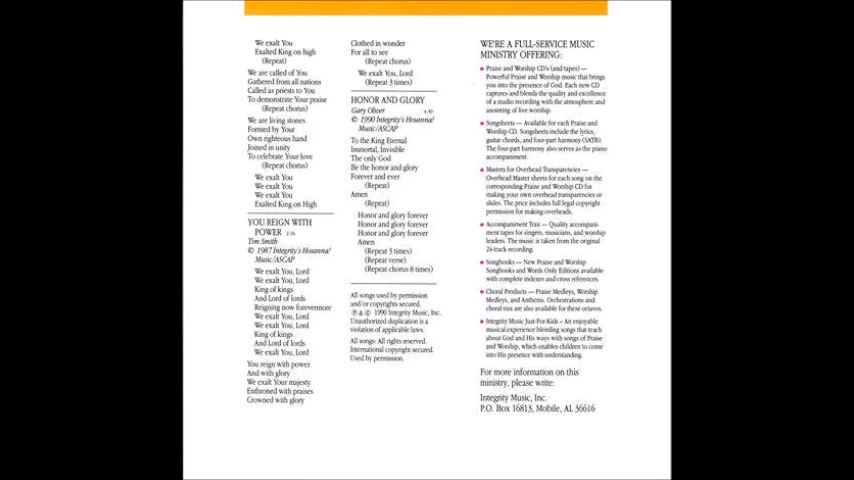 We exalt You
Exalted King on high
(Repeat)
We are called of You
Gathered from all nations
Called as priests to You
To demonstrate Your praise
(Repeat chorus)
We are living stones
Formed by Your
Own righteous hand
Joined in unity
To celebrate Your love
(Repeat chorus)
We exalt You
We exalt You
We exalt You
Exalted King on High
YOU REIGN WITH
POWER 2:16
Tim Smith
© 1987 Integrity's Hosanna!
Music/ASCAP
We exalt You, Lord
We exalt You, Lord
King of kings
And Lord of lords
Reigning now forevermore
We exalt You, Lord
We exalt You, Lord
King of kings
And Lord of lords
We exalt You, Lord
You reign with power
And with glory
We exalt Your majesty
Enthroned with praises
Crowned with glory
Clothed in wonder
For all to see
(Repeat chorus)
We exalt You, Lord
(Repeat 3 times)
HONOR AND GLORY
Gary Oliver 4:30
© 1990 Integrity's Hosanna!
Music/ASCAP
To the King Eternal
Immortal, Invisible
The only God
Be the honor and glory
Forever and ever
(Repeat)
Amen
(Repeat)
Honor and glory forever
Honor and glory forever
Honor and glory forever
Amen
(Repeat 3 times)
(Repeat verse)
(Repeat chorus 8 times)
All songs used by permission
and/or copyrights secured.
℗ & © 1990 Integrity Music, Inc.
Unauthorized duplication is a
violation of applicable laws.
All songs: All rights reserved.
International copyright secured.
Used by permission.
WE'RE A FULL-SERVICE MUSIC
MINISTRY OFFERING:
■ Praise and Worship CD's (and tapes) —
Powerful Praise and Worship music that brings
you into the presence of God. Each new CD
captures and blends the quality and excellence
of a studio recording with the atmosphere and
anointing of live worship.
■ Songsheets — Available for each Praise and
Worship CD. Songsheets include the lyrics,
guitar chords, and four-part harmony (SATB).
The four-part harmony also serves as the piano
accompaniment.
■ Masters for Overhead Transparencies —
Overhead Master sheets for each song on the
corresponding Praise and Worship CD for
making your own overhead transparencies or
slides. The price includes full legal copyright
permission for making overheads.
■ Accompaniment Trax — Quality accompani-
ment tapes for singers, musicians, and worship
leaders. The music is taken from the original
24-track recording.
■ Songbooks — New Praise and Worship
Songbooks and Words Only Editions available
with complete indexes and cross references.
■ Choral Products — Praise Medleys, Worship
Medleys, and Anthems. Orchestrations and
choral trax are also available for these octavos.
■ Integrity Music Just-For-Kids – An enjoyable
musical experience blending songs that teach
about God and His ways with songs of Praise
and Worship, which enables children to come
into His presence with understanding.
For more information on this
ministry, please write:
Integrity Music, Inc.
P.O. Box 16813, Mobile, AL 36616